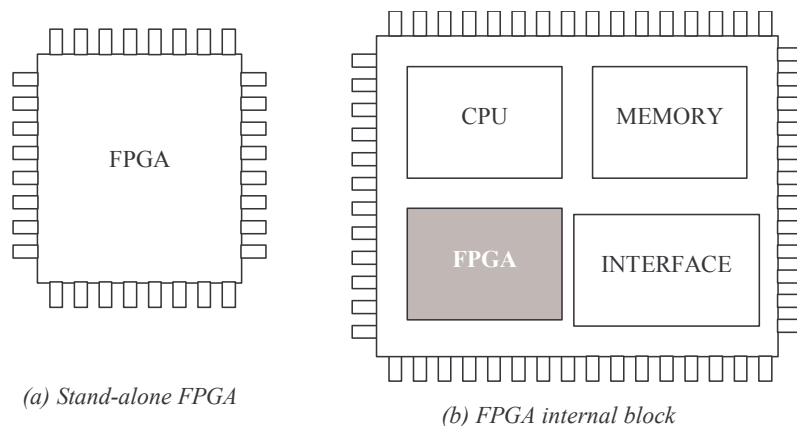 FPGA
CPU
MEMORY
FPGA
INTERFACE
(a) Stand-alone FPGA
(b) FPGA internal block